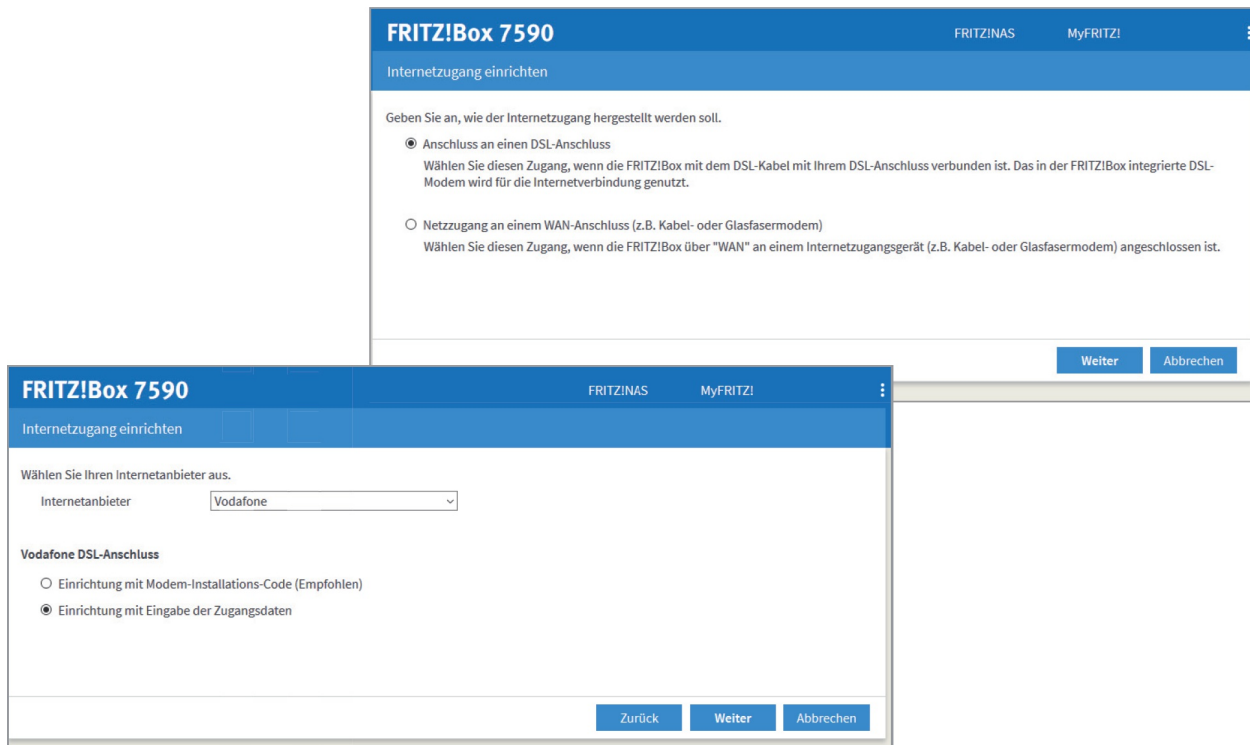 FRITZ!Box 7590
FRITZ!NAS
MyFRITZ!
Internetzugang einrichten
Geben Sie an, wie der Internetzugang hergestellt werden soll.
Anschluss an einen DSL-Anschluss
Wählen Sie diesen Zugang, wenn die FRITZ!Box mit dem DSL-Kabel mit Ihrem DSL-Anschluss verbunden ist. Das in der FRITZ!Box integrierte DSL-
Modem wird für die Internetverbindung genutzt.
Netzzugang an einem WAN-Anschluss (z.B. Kabel- oder Glasfasermodem)
Wählen Sie diesen Zugang, wenn die FRITZ!Box über "WAN" an einem Internetzugangsgerät (z.B. Kabel- oder Glasfasermodem) angeschlossen ist.
Weiter
Abbrechen
FRITZ!Box 7590
FRITZ!NAS
MyFRITZ!
Internetzugang einrichten
Wählen Sie Ihren Internetanbieter aus.
Internetanbieter
Vodafone
Vodafone DSL-Anschluss
Einrichtung mit Modem-Installations-Code (Empfohlen)
Einrichtung mit Eingabe der Zugangsdaten
Zurück
Weiter
Abbrechen